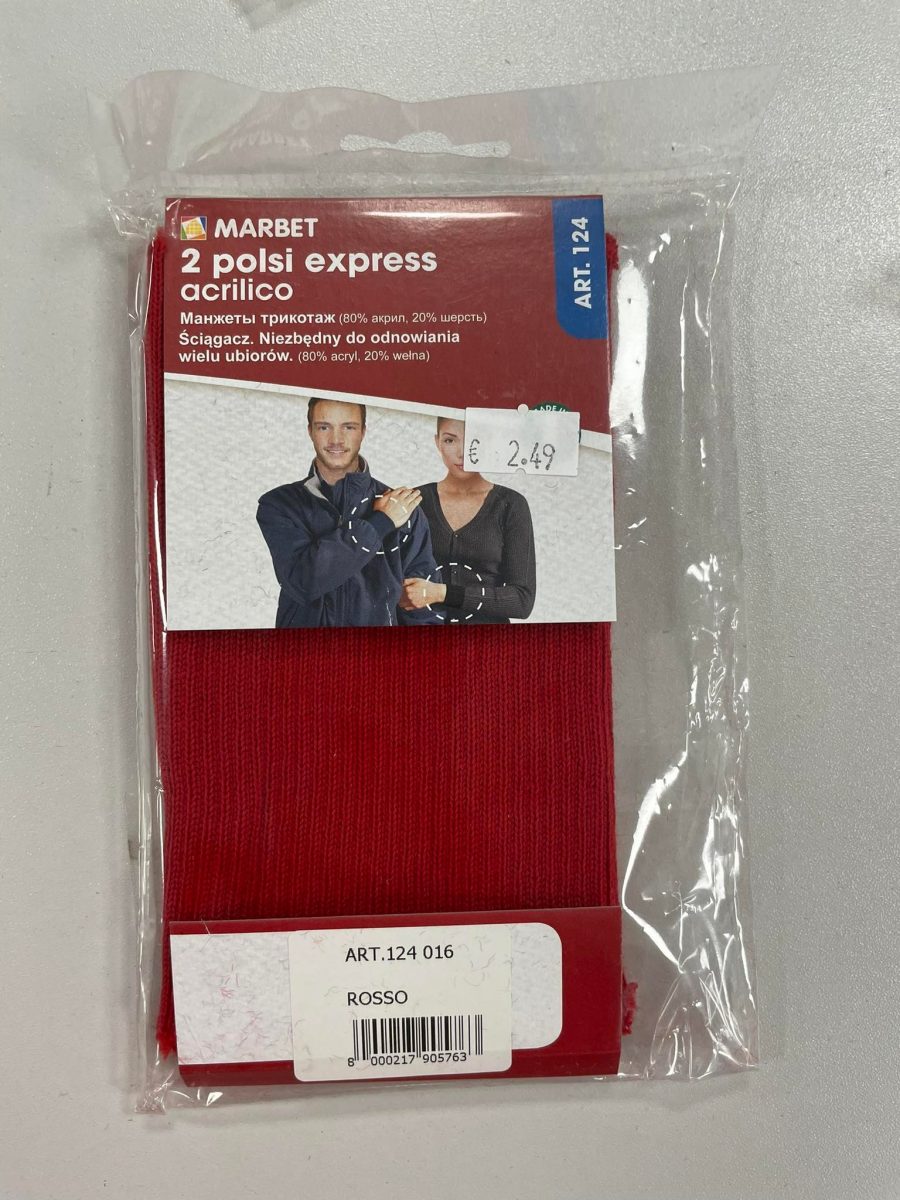 MARBET
2 polsi express
acrilico
Манжеты трикотаж (80% акрил, 20% шерсть)
Ściągacz. Niezbędny do odnowiania
wielu ubiorów. (80% acryl, 20% wełna)
ART. 124
MADE
€ 2.49
ART.124 016
ROSSO
8 000217 905763